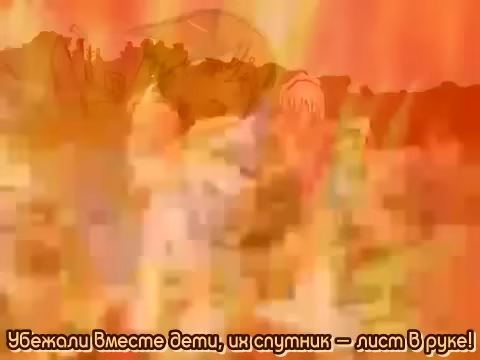 Убежали вместе дети, их спутник – лист в руке!